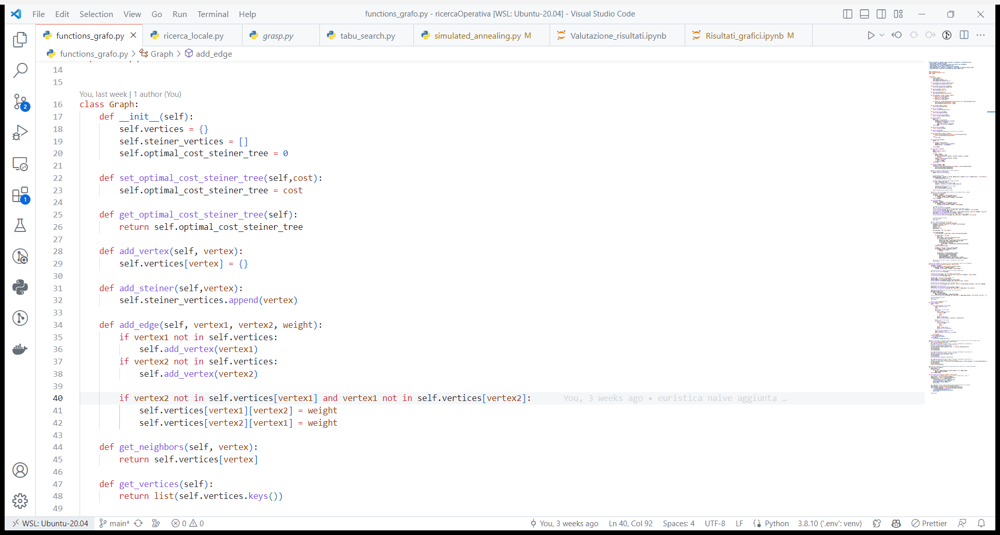 File Edit Selection View Go Run Terminal Help functions_grafo.py - ricercaOperativa [WSL: Ubuntu-20.04] - Visual Studio Code
functions_grafo.py ricerca_locale.py grasp.py tabu_search.py simulated_annealing.py M Valutazione_risultati.ipynb Risultati_grafici.ipynb M
functions_grafo.py > Graph > add_edge
14
15
You, last week | 1 author (You)
16 class Graph:
17     def __init__(self):
18         self.vertices = {}
19         self.steiner_vertices = []
20         self.optimal_cost_steiner_tree = 0
21
22     def set_optimal_cost_steiner_tree(self,cost):
23         self.optimal_cost_steiner_tree = cost
24
25     def get_optimal_cost_steiner_tree(self):
26         return self.optimal_cost_steiner_tree
27
28     def add_vertex(self, vertex):
29         self.vertices[vertex] = {}
30
31     def add_steiner(self,vertex):
32         self.steiner_vertices.append(vertex)
33
34     def add_edge(self, vertex1, vertex2, weight):
35         if vertex1 not in self.vertices:
36             self.add_vertex(vertex1)
37         if vertex2 not in self.vertices:
38             self.add_vertex(vertex2)
39
40         if vertex2 not in self.vertices[vertex1] and vertex1 not in self.vertices[vertex2]: You, 3 weeks ago • euristica naive aggiunta …
41             self.vertices[vertex1][vertex2] = weight
42             self.vertices[vertex2][vertex1] = weight
43
44     def get_neighbors(self, vertex):
45         return self.vertices[vertex]
46
47     def get_vertices(self):
48         return list(self.vertices.keys())
49
2
1
WSL: Ubuntu-20.04 main* 0 0 You, 3 weeks ago Ln 40, Col 92 Spaces: 4 UTF-8 LF Python 3.8.10 ('.env': venv) Prettier